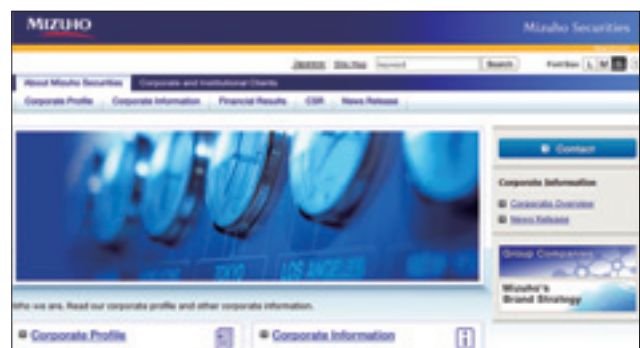 MIZUHO
Mizuho Securities
Japanese Site Map keyword Search Font Size L M S
About Mizuho Securities Corporate and Institutional Clients
Corporate Profile Corporate Information Financial Results CSR News Release
TOKYO LOS ANGELES
Contact
Corporate Information
Corporate Overview
News Release
Group Companies
Mizuho's
Brand Strategy
Who we are. Read our corporate profile and other corporate information.
Corporate Profile
Corporate Information